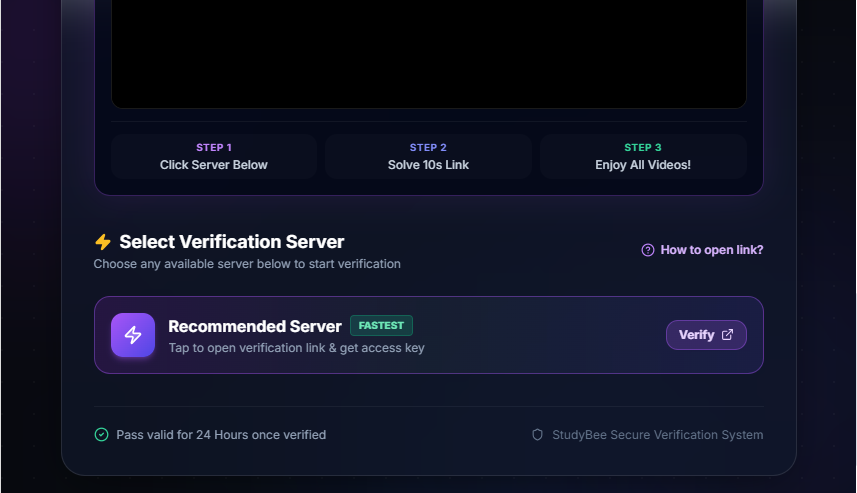 STEP 1
Click Server Below
STEP 2
Solve 10s Link
STEP 3
Enjoy All Videos!
Select Verification Server
Choose any available server below to start verification
How to open link?
Recommended Server FASTEST
Tap to open verification link & get access key
Verify
Pass valid for 24 Hours once verified
StudyBee Secure Verification System